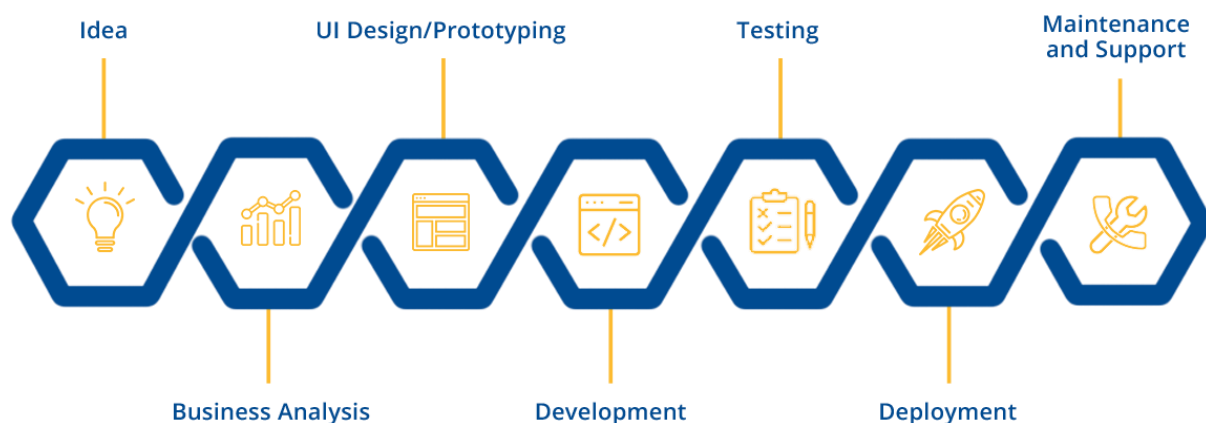 Idea
UI Design/Prototyping
Testing
Maintenance
and Support
Business Analysis
Development
Deployment